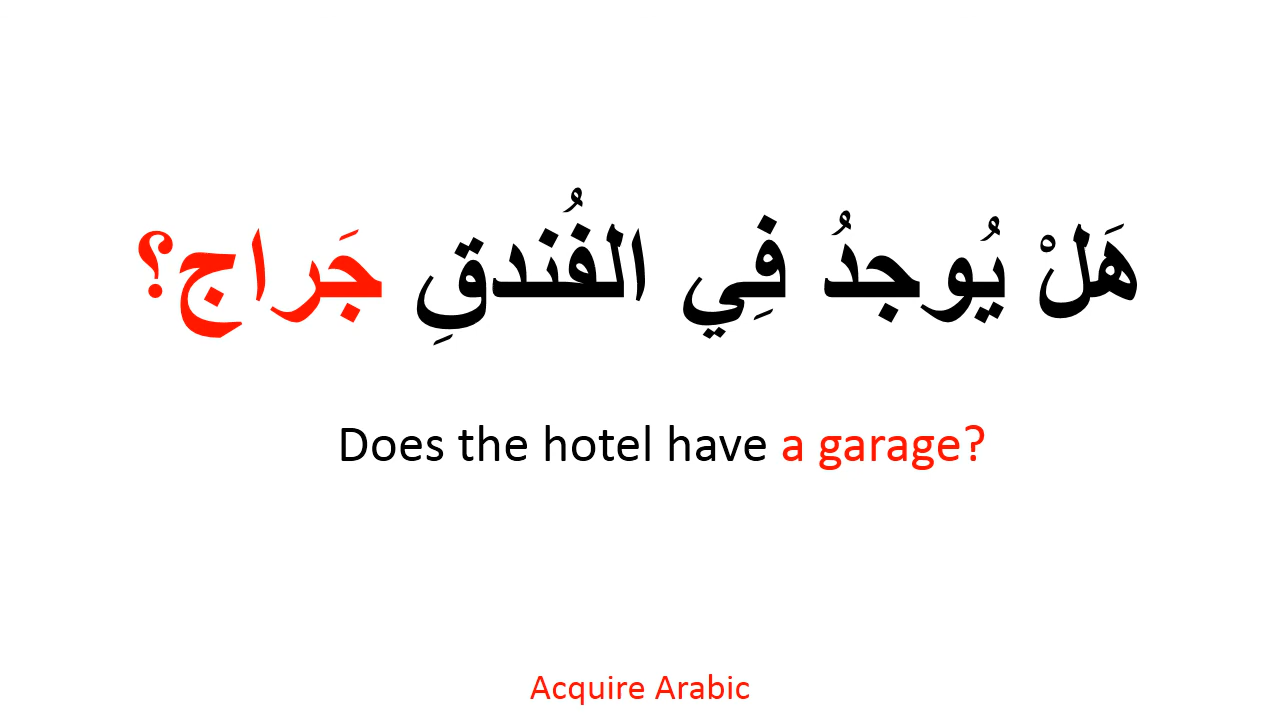 هَلْ يُوجدُ فِي الفُندقِ جَراج؟
Does the hotel have a garage?
Acquire Arabic